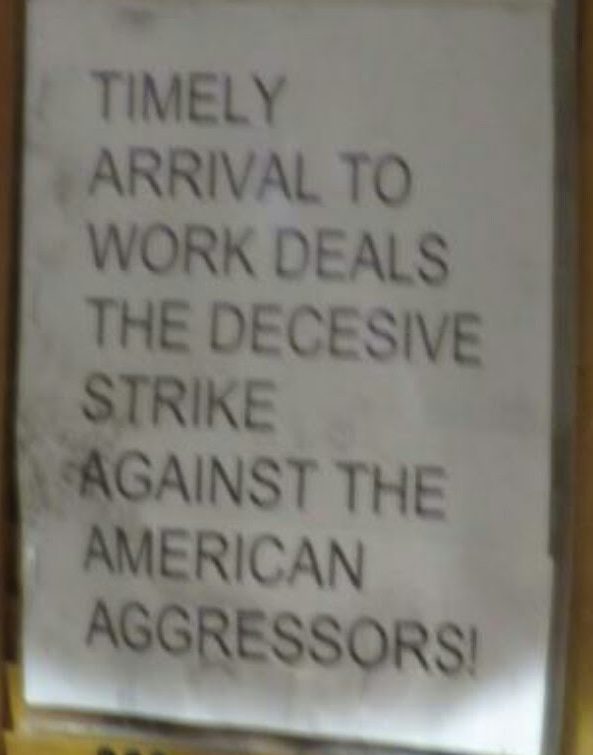 TIMELY
ARRIVAL TO
WORK DEALS
THE DECESIVE
STRIKE
AGAINST THE
AMERICAN
AGGRESSORS!